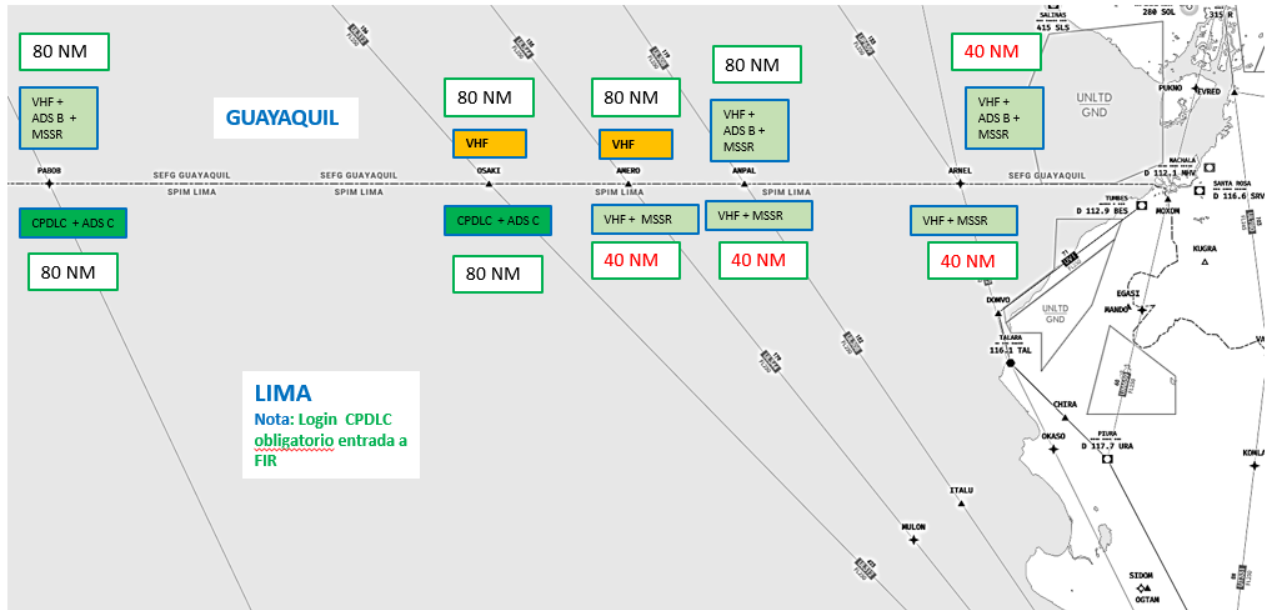 280 SOL
SALINAS
415 SLS
315 R
80 NM
40 NM
80 NM
80 NM
80 NM
VHF +
ADS B +
MSSR
GUAYAQUIL
VHF
VHF
VHF +
ADS B +
MSSR
VHF +
ADS B +
MSSR
UNLTD
GND
PUKNO
EVRED
PABOB
SEFG GUAYAQUIL
SEFG GUAYAQUIL
OSAKI
AMERO
ANPAL
ARNEL
SEFG GUAYAQUIL
SPIM LIMA
SPIM LIMA
SPIM LIMA
SPIM LIMA
MACHALA
D 112.1 MHV
SANTA ROSA
D 116.6 SRV
TUMBES
D 112.9 BES
MOXOM
CPDLC + ADS C
CPDLC + ADS C
VHF + MSSR
VHF + MSSR
VHF + MSSR
80 NM
80 NM
40 NM
40 NM
40 NM
KUGRA
DOMVO
EGASI
MANDO
UNLTD
GND
TALARA
116.1 TAL
LIMA
Nota: Login CPDLC
obligatorio entrada a
FIR
CHIRA
OKASO
PIURA
D 117.7 URA
ITALU
MULON
SIDOM
OGTAM